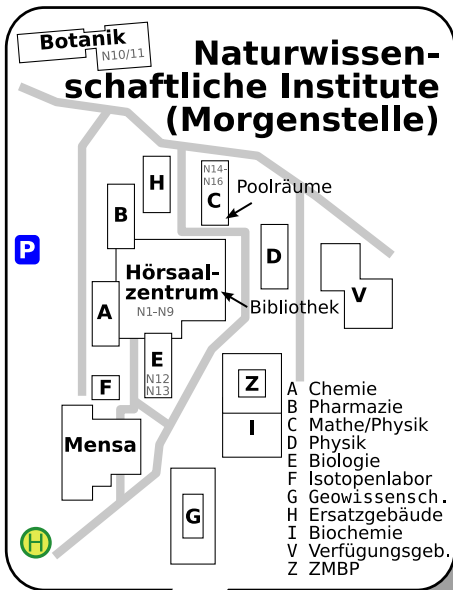 Botanik
N10/11
Naturwissen-
schaftliche Institute
(Morgenstelle)
N14-
N16
H
C
Poolräume
B
P
D
Hörsaal-
zentrum
N1-N9
Bibliothek
V
A
E
N12
N13
F
Z
I
Mensa
G
H
A Chemie
B Pharmazie
C Mathe/Physik
D Physik
E Biologie
F Isotopenlabor
G Geowissensch.
H Ersatzgebäude
I Biochemie
V Verfügungsgeb.
Z ZMBP